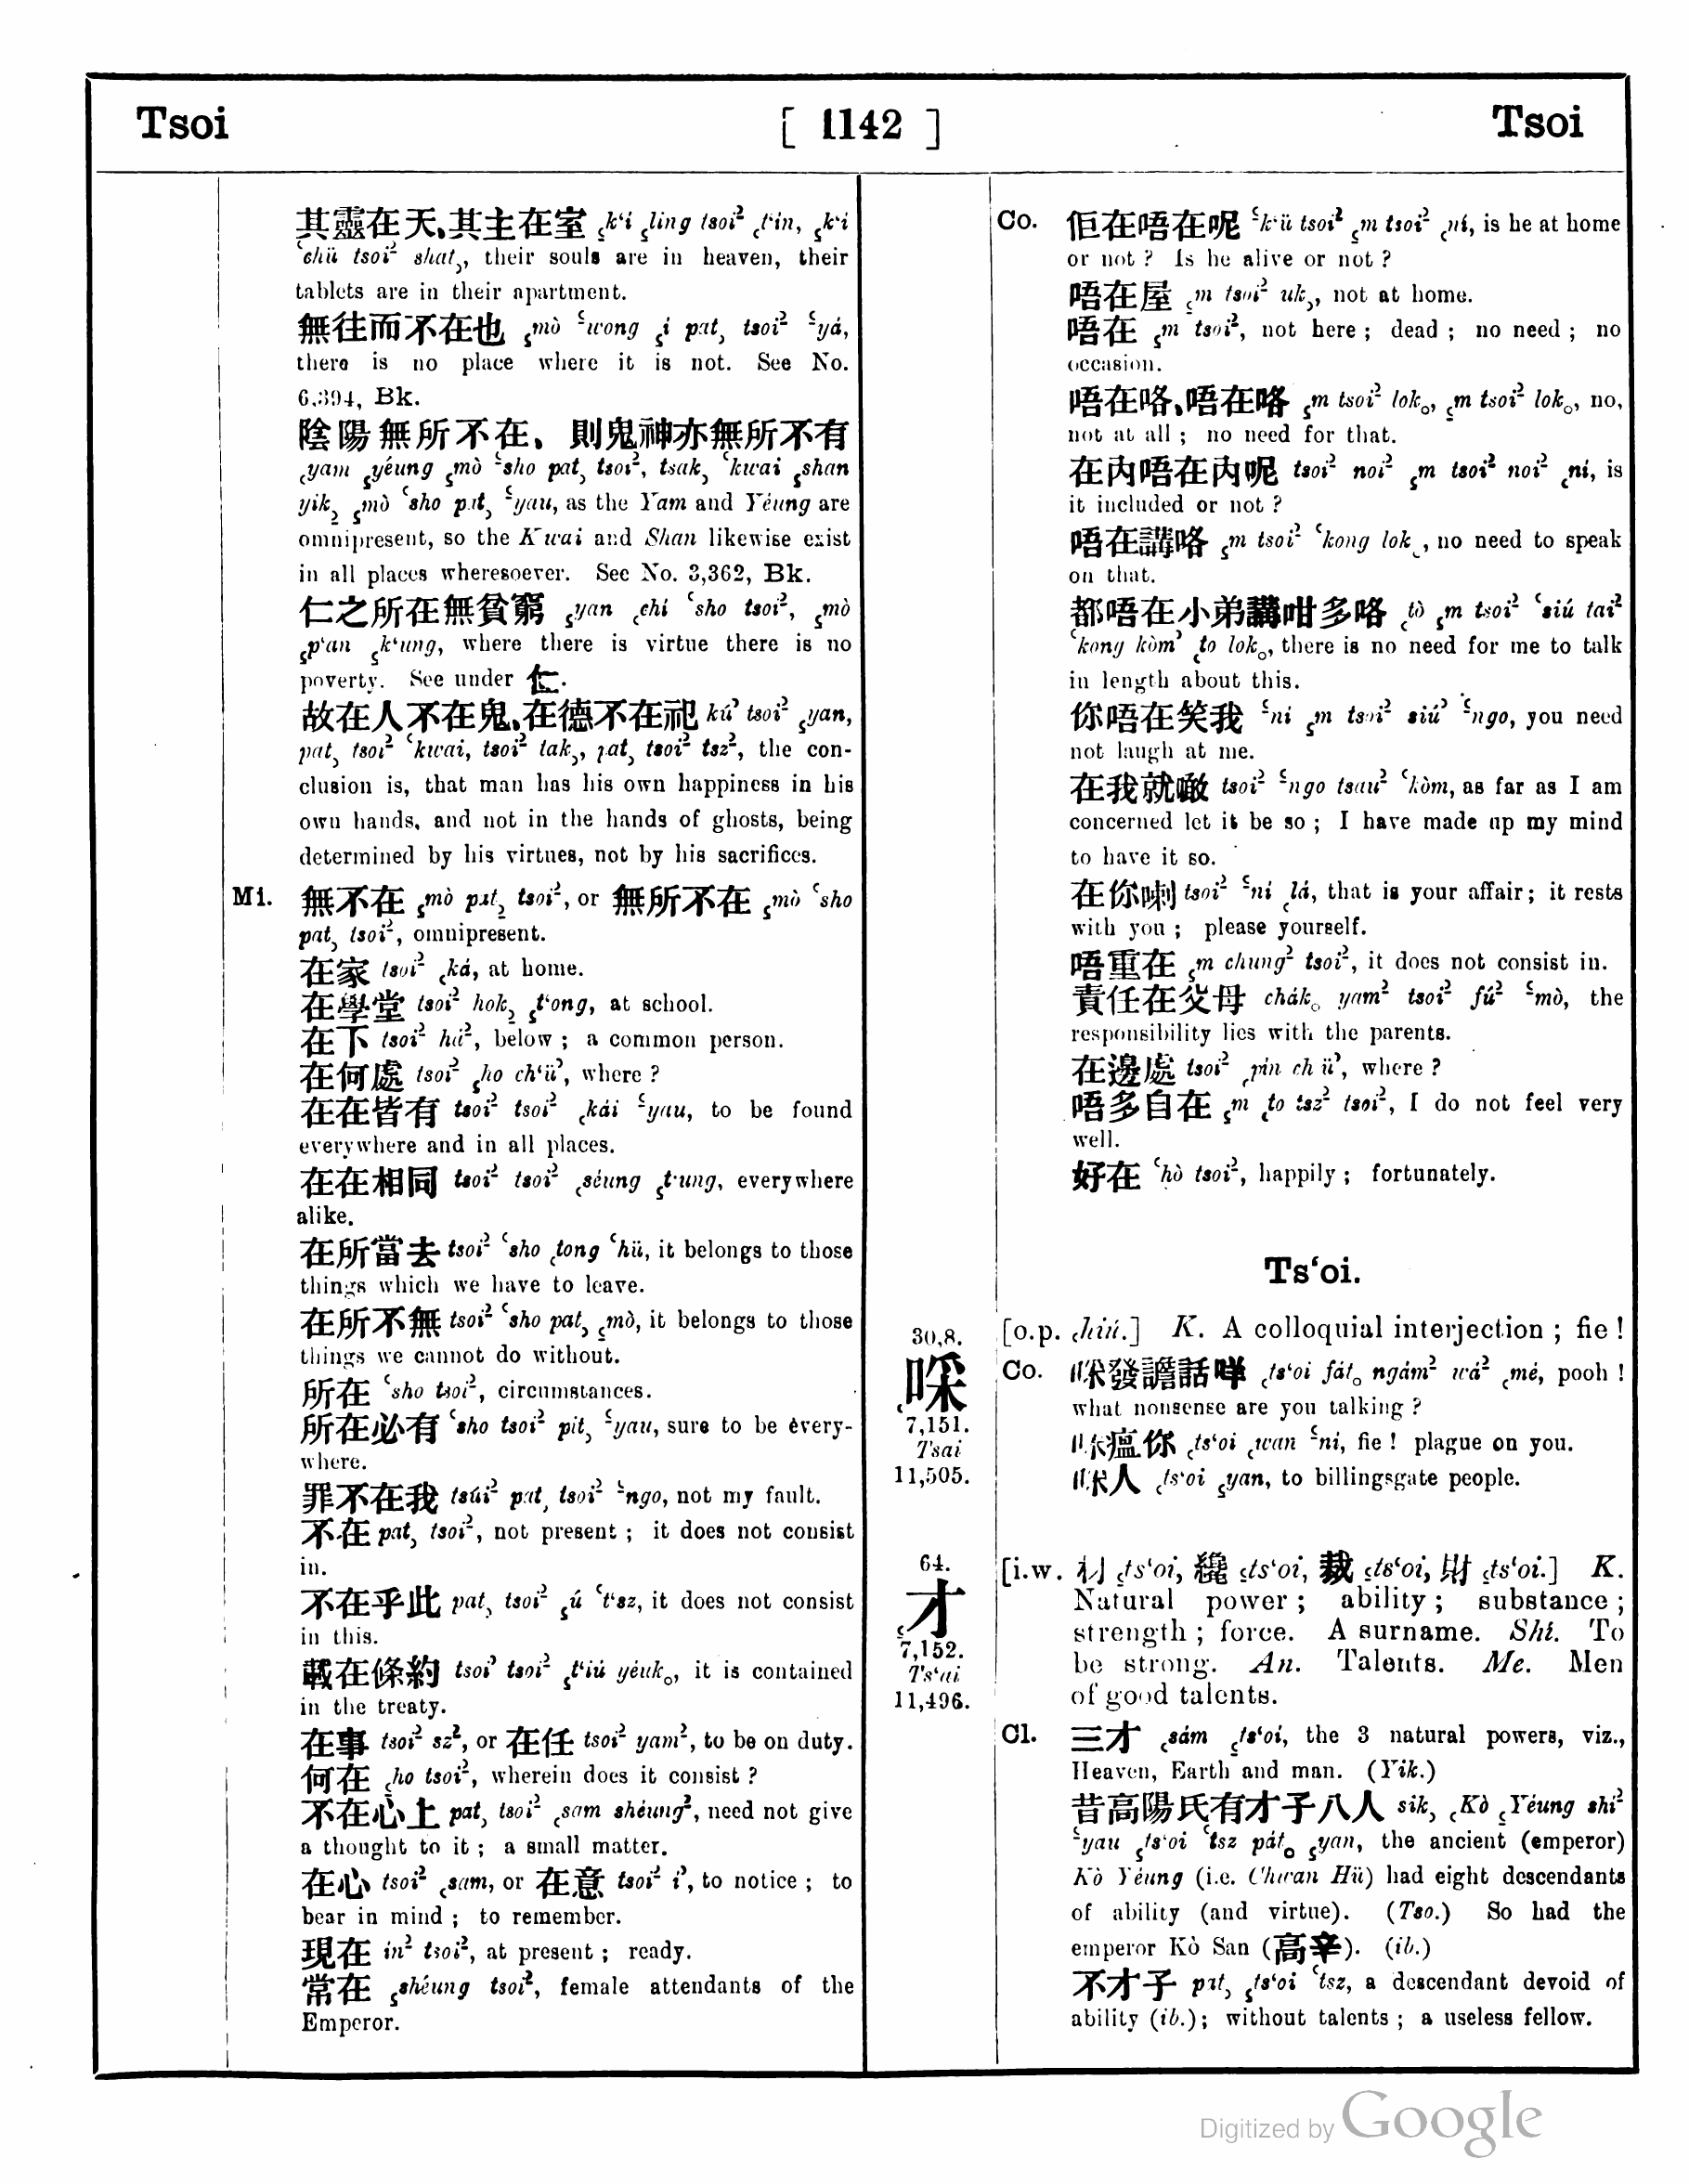 Tsoi [ 1142 ] Tsoi
其靈在天、其主在室 ꜁k‘i ꜁ling tsoi² ꜀t‘in, ꜁k‘i
꜂chü tsoi² shat꜆, their souls are in heaven, their
tablets are in their apartment.
無往而不在也 ꜁mò ꜃wong ꜁í pat꜆ tsoi² ꜃yá,
there is no place where it is not. See No.
6,394, Bk.
陰陽無所不在、則鬼神亦無所不有
꜀yam ꜁yéung ꜁mò ꜂sho pat꜆ tsoi², tsak꜆ ꜂kwai ꜁shan
yik꜇ ꜁mò ꜂sho pat꜆ ꜃yau, as the Yam and Yéung are
omnipresent, so the Kwai and Shan likewise exist
in all places wheresoever. See No. 3,362, Bk.
仁之所在無貧窮 ꜁yan ꜀chí ꜂sho tsoi², ꜁mò
꜁p‘an ꜁k‘ung, where there is virtue there is no
poverty. See under 仁.
故在人不在鬼、在德不在祀 kú꜄ tsoi² ꜁yan,
pat꜆ tsoi² ꜂kwai, tsoi² tak꜆, pat꜆ tsoi² tsz², the con-
clusion is, that man has his own happiness in his
own hands, and not in the hands of ghosts, being
determined by his virtues, not by his sacrifices.
Mi. 無不在 ꜁mò pat꜇ tsoi², or 無所不在 ꜁mò ꜂sho
pat꜆ tsoi², omnipresent.
在家 tsoi² ꜀ká, at home.
在學堂 tsoi² hok꜇ ꜁t‘ong, at school.
在下 tsoi² há², below; a common person.
在何處 tsoi² ꜁ho ch‘ü꜄, where?
在在皆有 tsoi² tsoi² ꜀kái ꜃yau, to be found
everywhere and in all places.
在在相同 tsoi² tsoi² ꜀séung ꜁t‘ung, everywhere
alike.
在所當去 tsoi² ꜂sho ꜀tong ꜂hü, it belongs to those
things which we have to leave.
在所不無 tsoi² ꜂sho pat꜆ ꜁mò, it belongs to those
things we cannot do without.
所在 ꜂sho tsoi², circumstances.
所在必有 ꜂sho tsoi² pit꜆ ꜃yau, sure to be every-
where.
罪不在我 tsúi² pat꜆ tsoi² ꜃ngo, not my fault.
不在 pat꜆ tsoi², not present; it does not consist
in.
不在乎此 pat꜆ tsoi² ꜁ú ꜂t‘sz, it does not consist
in this.
載在條約 tsoi꜄ tsoi² ꜁t‘iú yéuk꜀, it is contained
in the treaty.
在事 tsoi² sz², or 在任 tsoi² yam², to be on duty.
何在 ꜁ho tsoi², wherein does it consist?
不在心上 pat꜆ tsoi² ꜀sam shéung², need not give
a thought to it; a small matter.
在心 tsoi² ꜀sam, or 在意 tsoi² í꜄, to notice; to
bear in mind; to remember.
現在 in² tsoi², at present; ready.
常在 ꜁shéung tsoi², female attendants of the
Emperor.
Co. 佢在唔在呢 ꜃k‘ü tsoi² ꜁m tsoi² ꜀ní, is he at home
or not? Is he alive or not?
唔在屋 ꜁m tsoi² uk꜆, not at home.
唔在 ꜁m tsoi², not here; dead; no need; no
occasion.
唔在咯、唔在咯 ꜁m tsoi² lok₀, ꜁m tsoi² lok₀, no,
not at all; no need for that.
在內唔在內呢 tsoi² noi² ꜁m tsoi² noi² ꜀ní, is
it included or not?
唔在講咯 ꜁m tsoi² ꜂kong lok₀, no need to speak
on that.
都唔在小弟講咁多咯 ꜀tò ꜁m tsoi² ꜂siú tai²
꜂kong kòm꜄ ꜀to lok₀, there is no need for me to talk
in length about this.
你唔在笑我 ꜃ni ꜁m tsoi² siú꜄ ꜃ngo, you need
not laugh at me.
在我就噉 tsoi² ꜃ngo tsau² ꜂kòm, as far as I am
concerned let it be so; I have made up my mind
to have it so.
在你喇 tsoi² ꜃ni ꜀lá, that is your affair; it rests
with you; please yourself.
唔重在 ꜁m chung² tsoi², it does not consist in.
責任在父母 chák₀ yam² tsoi² fú² ꜃mò, the
responsibility lies with the parents.
在邊處 tsoi² ꜀pin ch‘ü꜄, where?
唔多自在 ꜁m ꜀to tsz² tsoi², I do not feel very
well.
好在 ꜂hò tsoi², happily; fortunately.
Ts‘oi.
30,8.
啋
7,151.
Tsai
11,505.
[o.p. ꜀hiú.] K. A colloquial interjection; fie!
Co. 啋發譫話咩 ꜀ts‘oi fát₀ ngám² wá² ꜀mé, pooh!
what nonsense are you talking?
啋瘟你 ꜀ts‘oi ꜀wan ꜃ni, fie! plague on you.
啋人 ꜀ts‘oi ꜁yan, to billingsgate people.
64.
才
7,152.
Ts‘ai
11,496.
[i.w. 材 ꜁ts‘oi, 纔 ꜁ts‘oi, 裁 ꜁ts‘oi, 財 ꜁ts‘oi.] K.
Natural power; ability; substance;
strength; force. A surname. Shí. To
be strong. An. Talents. Me. Men
of good talents.
Cl. 三才 ꜀sám ꜁ts‘oi, the 3 natural powers, viz.,
Heaven, Earth and man. (Yik.)
昔高陽氏有才子八人 sik꜆ ꜀Kò ꜁Yéung shí²
꜃yau ꜁ts‘oi ꜂tsz pát₀ ꜁yan, the ancient (emperor)
Kò Yéung (i.e. Chwan Hü) had eight descendants
of ability (and virtue). (Tso.) So had the
emperor Kò San (高辛). (ib.)
不才子 pat꜆ ꜁ts‘oi ꜂tsz, a descendant devoid of
ability (ib.); without talents; a useless fellow.
Digitized by Google